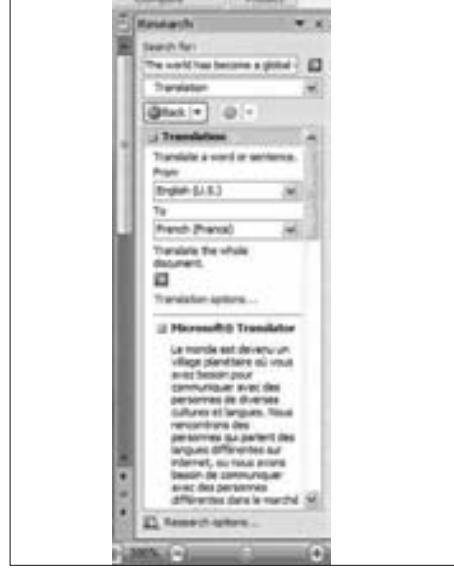 Research
Search for:
The world has become a global
Translation
Back
Translation
Translate a word or sentence.
From
English (U.S.)
To
French (France)
Translate the whole
document.
Translation options...
Microsoft® Translator
Le monde est devenu un
village planétaire où vous
avez besoin pour
communiquer avec des
personnes de diverses
cultures et langues. Nous
rencontrons des
personnes qui parlent des
langues différentes sur
internet, ou nous avons
besoin de communiquer
avec des personnes
différentes dans le marché
Research options...